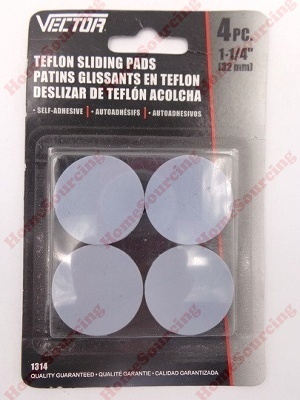 VECTOR
TEFLON SLIDING PADS
PATINS GLISSANTS EN TEFLON
DESLIZAR DE TEFLÓN ACOLCHA
• SELF-ADHESIVE • AUTOADHÉSIFS • AUTOADHESIVOS
4 PC.
1-1/4"
(32 mm)
1314
QUALITY GUARANTEED • QUALITÉ GARANTIE • CALIDAD GARANTIZADA
HomeSourcing